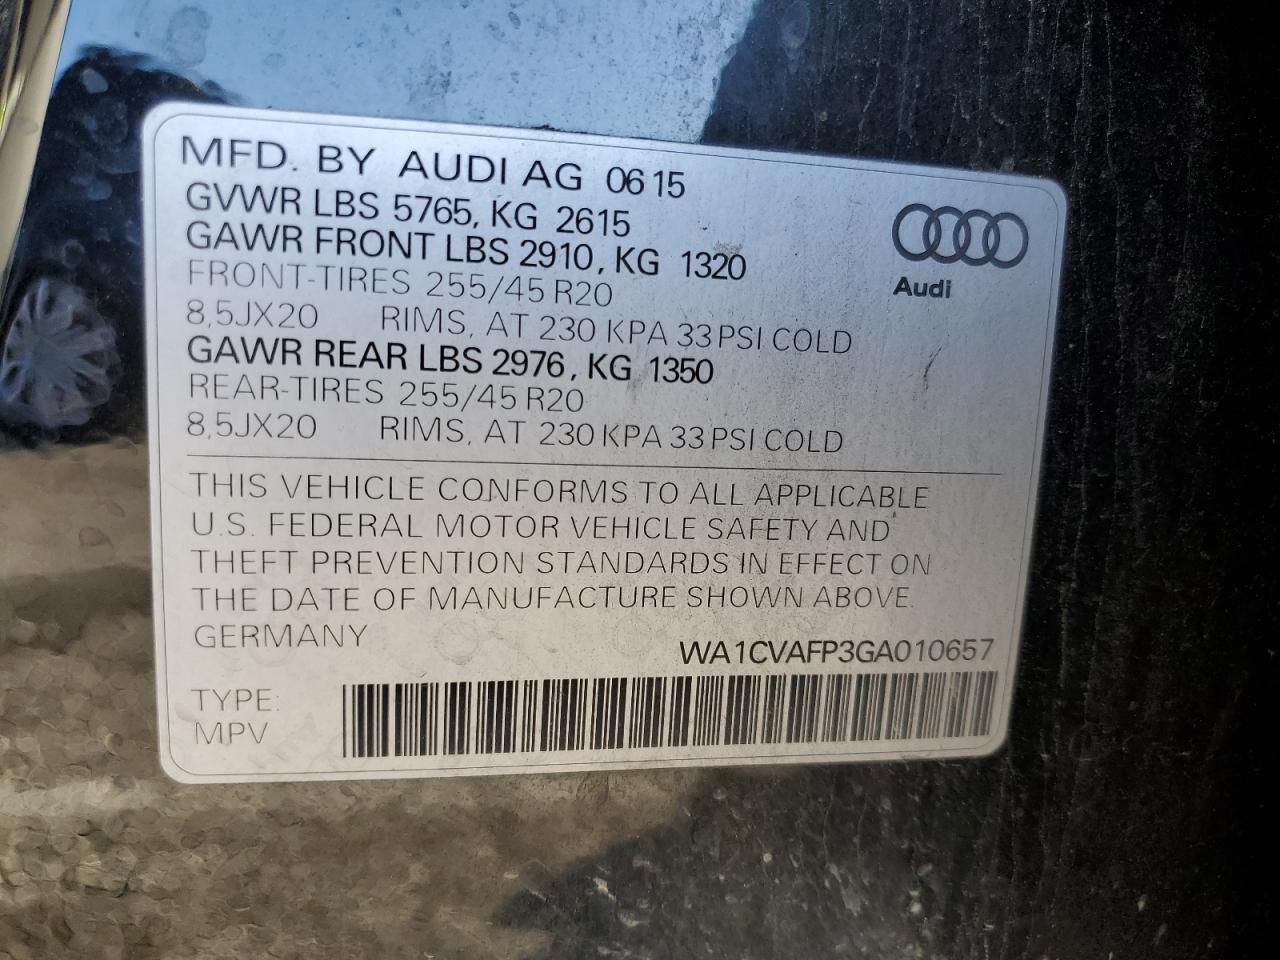 MFD. BY AUDI AG 06 15
GVWR LBS 5765, KG 2615
GAWR FRONT LBS 2910, KG 1320
FRONT-TIRES 255/45 R20
8,5JX20 RIMS, AT 230 KPA 33 PSI COLD
GAWR REAR LBS 2976, KG 1350
REAR-TIRES 255/45 R20
8,5JX20 RIMS, AT 230 KPA 33 PSI COLD
Audi
THIS VEHICLE CONFORMS TO ALL APPLICABLE
U.S. FEDERAL MOTOR VEHICLE SAFETY AND
THEFT PREVENTION STANDARDS IN EFFECT ON
THE DATE OF MANUFACTURE SHOWN ABOVE.
GERMANY WA1CVAFP3GA010657
TYPE:
MPV